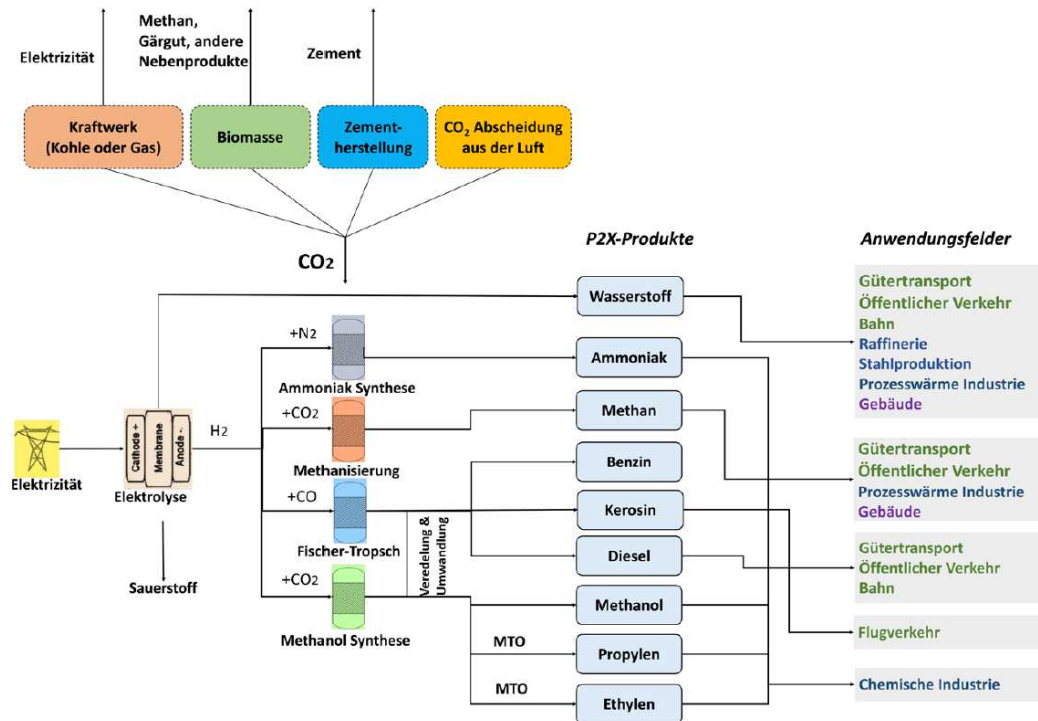 Methan,
Gärgut, andere
Nebenprodukte
Elektrizität
Zement
Kraftwerk
(Kohle oder Gas)
Biomasse
Zement-
herstellung
CO2 Abscheidung
aus der Luft
CO2
P2X-Produkte
Anwendungsfelder
Wasserstoff
Gütertransport
Öffentlicher Verkehr
Bahn
Raffinerie
Stahlproduktion
Prozesswärme Industrie
Gebäude
+N2
Ammoniak Synthese
Ammoniak
+CO2
Methanisierung
Methan
Elektrizität
Cathode +
Membrane
Anode -
Elektrolyse
H2
Sauerstoff
Benzin
Gütertransport
Öffentlicher Verkehr
Prozesswärme Industrie
Gebäude
+CO
Fischer-Tropsch
Veredelung &
Umwandlung
Kerosin
Diesel
Gütertransport
Öffentlicher Verkehr
Bahn
+CO2
Methanol Synthese
Methanol
Flugverkehr
MTO
Propylen
MTO
Ethylen
Chemische Industrie